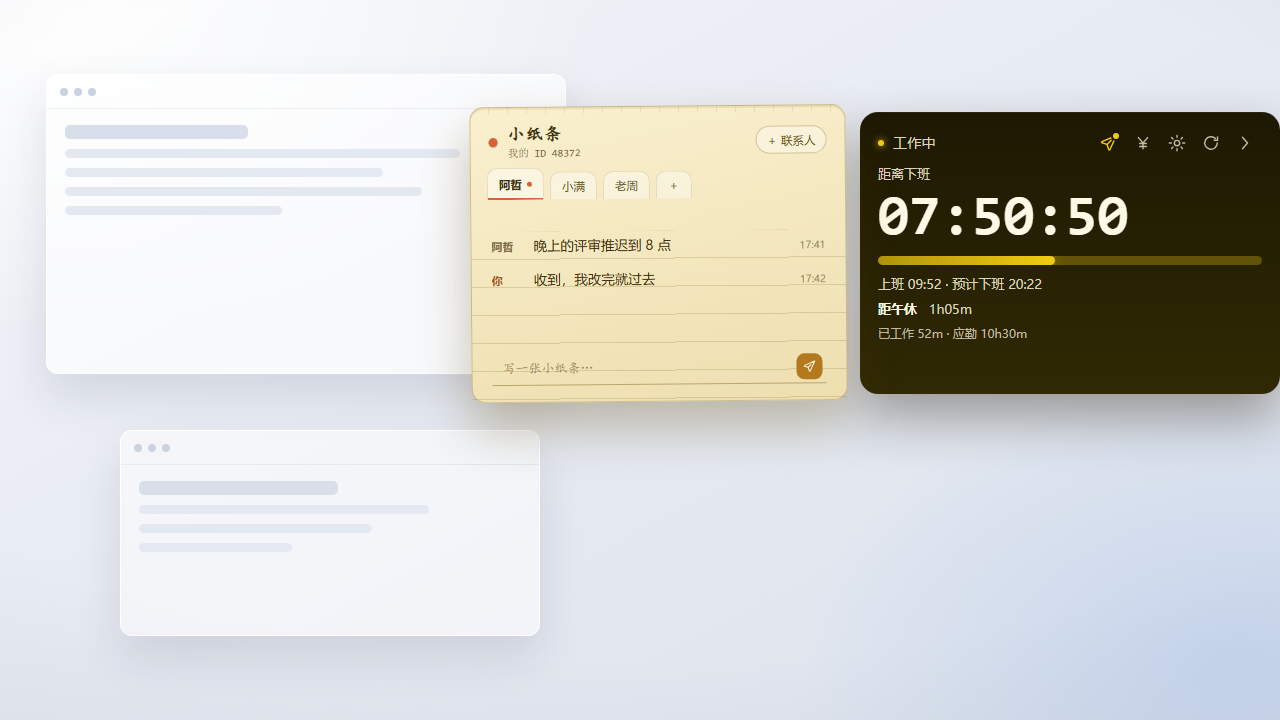 小纸条
我的 ID 48372
+ 联系人
阿哲
小满
老周
+
阿哲 晚上的评审推迟到 8 点 17:41
你 收到，我改完就过去 17:42
写一张小纸条…
工作中
¥
距离下班
07:50:50
上班 09:52 · 预计下班 20:22
距午休 1h05m
已工作 52m · 应勤 10h30m